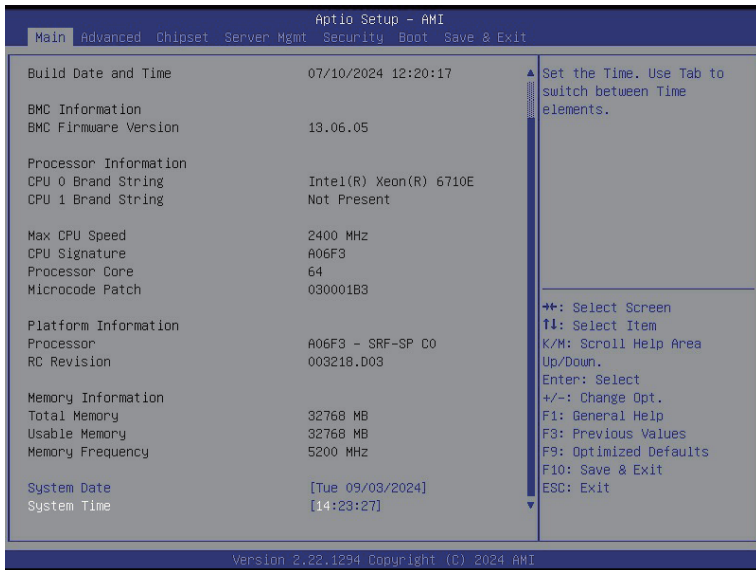 Aptio Setup - AMI
Main Advanced Chipset Server Mgmt Security Boot Save & Exit
Build Date and Time 07/10/2024 12:20:17
BMC Information
BMC Firmware Version 13.06.05
Processor Information
CPU 0 Brand String Intel(R) Xeon(R) 6710E
CPU 1 Brand String Not Present
Max CPU Speed 2400 MHz
CPU Signature A06F3
Processor Core 64
Microcode Patch 030001B3
Platform Information
Processor A06F3 - SRF-SP C0
RC Revision 003218.D03
Memory Information
Total Memory 32768 MB
Usable Memory 32768 MB
Memory Frequency 5200 MHz
System Date [Tue 09/03/2024]
System Time [14:23:27]
Set the Time. Use Tab to
switch between Time
elements.
→←: Select Screen
↑↓: Select Item
K/M: Scroll Help Area
Up/Down.
Enter: Select
+/-: Change Opt.
F1: General Help
F3: Previous Values
F9: Optimized Defaults
F10: Save & Exit
ESC: Exit
Version 2.22.1294 Copyright (C) 2024 AMI